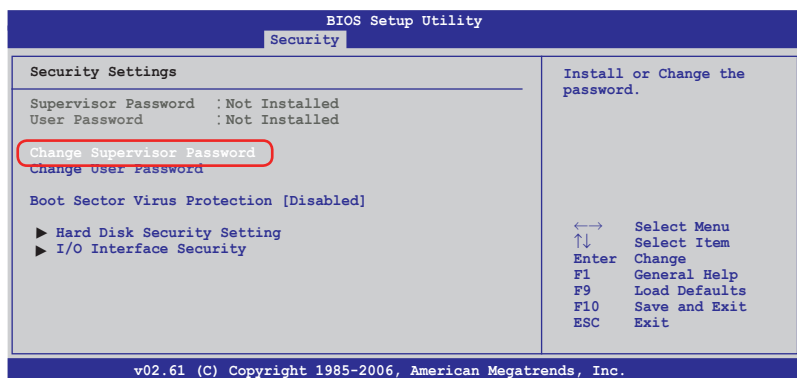 BIOS Setup Utility
Security
Security Settings
Supervisor Password : Not Installed
User Password : Not Installed
Change Supervisor Password
Change User Password
Boot Sector Virus Protection [Disabled]
▶ Hard Disk Security Setting
▶ I/O Interface Security
Install or Change the
password.
←→ Select Menu
↑↓ Select Item
Enter Change
F1 General Help
F9 Load Defaults
F10 Save and Exit
ESC Exit
v02.61 (C) Copyright 1985-2006, American Megatrends, Inc.